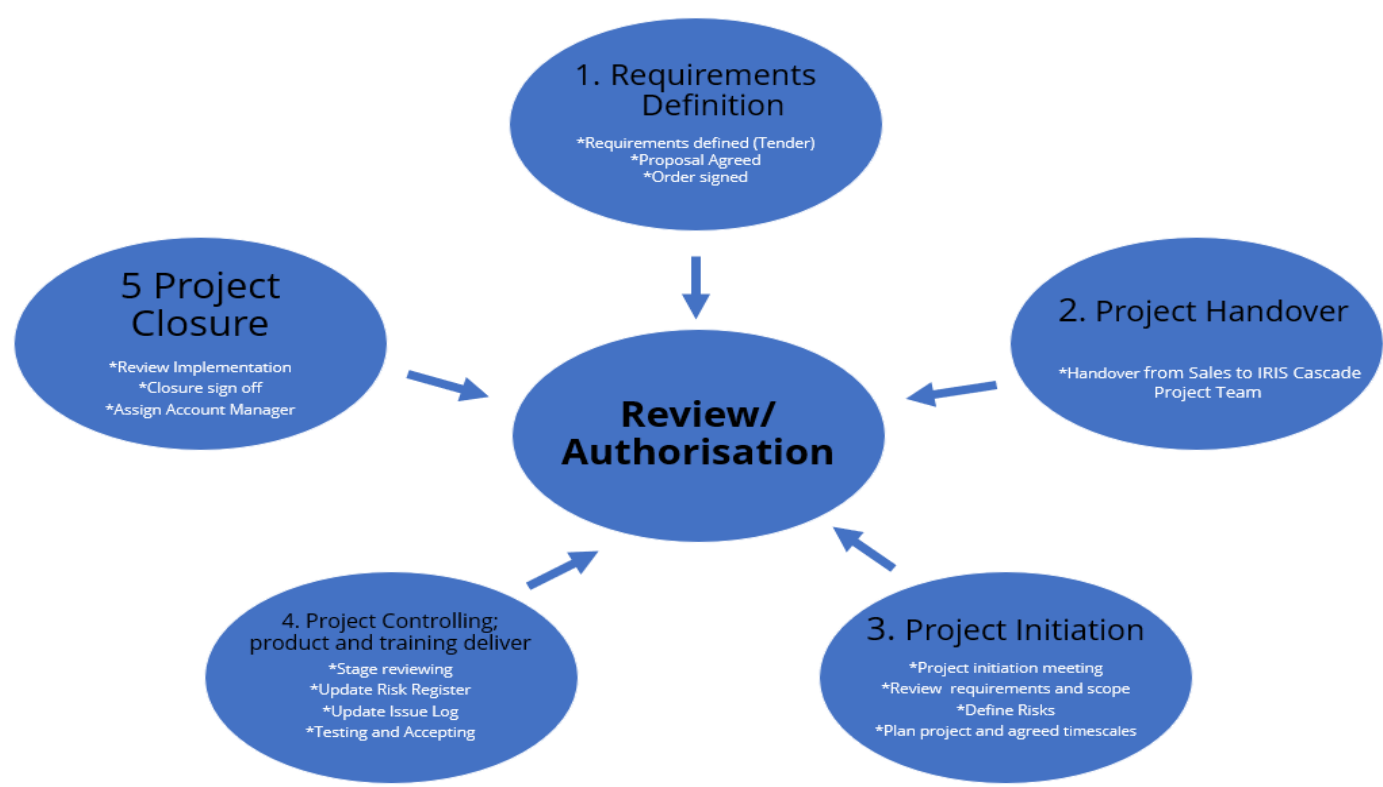 1. Requirements
Definition
*Requirements defined (Tender)
*Proposal Agreed
*Order signed
2. Project Handover
*Handover from Sales to IRIS Cascade
Project Team
3. Project Initiation
*Project initiation meeting
*Review  requirements and scope
*Define Risks
*Plan project and agreed timescales
4. Project Controlling;
product and training deliver
*Stage reviewing
*Update Risk Register
*Update Issue Log
*Testing and Accepting
5 Project
Closure
*Review Implementation
*Closure sign off
*Assign Account Manager
Review/
Authorisation